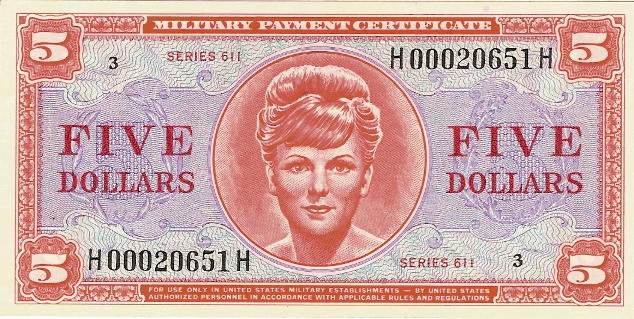 MILITARY PAYMENT CERTIFICATE
5 5
3 SERIES 611 H00020651H
FIVE FIVE
DOLLARS DOLLARS
H00020651H SERIES 611 3
5 5
FOR USE ONLY IN UNITED STATES MILITARY ESTABLISHMENTS — BY UNITED STATES
AUTHORIZED PERSONNEL IN ACCORDANCE WITH APPLICABLE RULES AND REGULATIONS